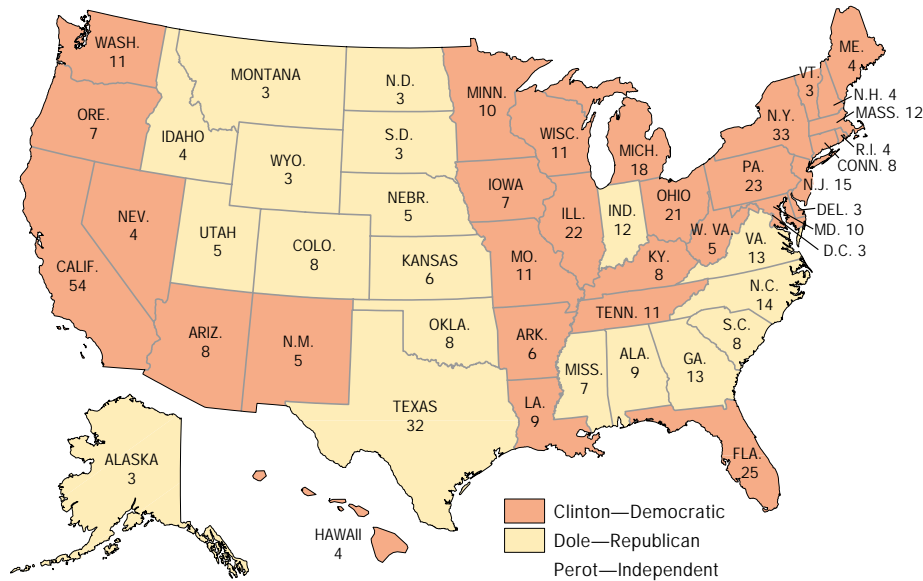 WASH.
11
ORE.
7
CALIF.
54
NEV.
4
IDAHO
4
MONTANA
3
WYO.
3
UTAH
5
COLO.
8
ARIZ.
8
N.M.
5
N.D.
3
S.D.
3
NEBR.
5
KANSAS
6
OKLA.
8
TEXAS
32
MINN.
10
IOWA
7
MO.
11
ARK.
6
LA.
9
WISC.
11
ILL.
22
MICH.
18
IND.
12
OHIO
21
KY.
8
TENN. 11
MISS.
7
ALA.
9
GA.
13
FLA.
25
S.C.
8
N.C.
14
VA.
13
W. VA.
5
PA.
23
N.Y.
33
VT.
3
ME.
4
N.H. 4
MASS. 12
R.I. 4
CONN. 8
N.J. 15
DEL. 3
MD. 10
D.C. 3
ALASKA
3
HAWAII
4
Clinton—Democratic
Dole—Republican
Perot—Independent